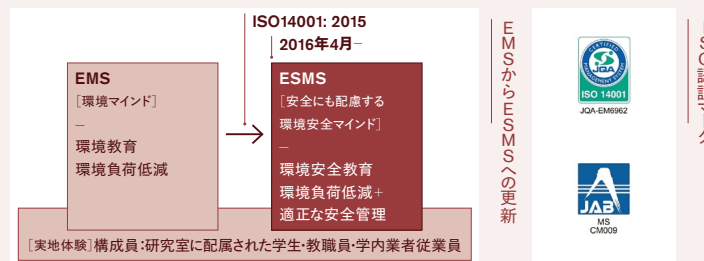 ISO14001: 2015
2016年4月−
EMS
［環境マインド］
−
環境教育
環境負荷低減
ESMS
［安全にも配慮する
環境安全マインド］
−
環境安全教育
環境負荷低減＋
適正な安全管理
［実地体験］構成員：研究室に配属された学生・教職員・学内業者従業員
EMSからESMSへの更新
CERTIFIED
JQA
MANAGEMENT SYSTEM
ISO 14001
JQA-EM6962
JAB
MS
CM009